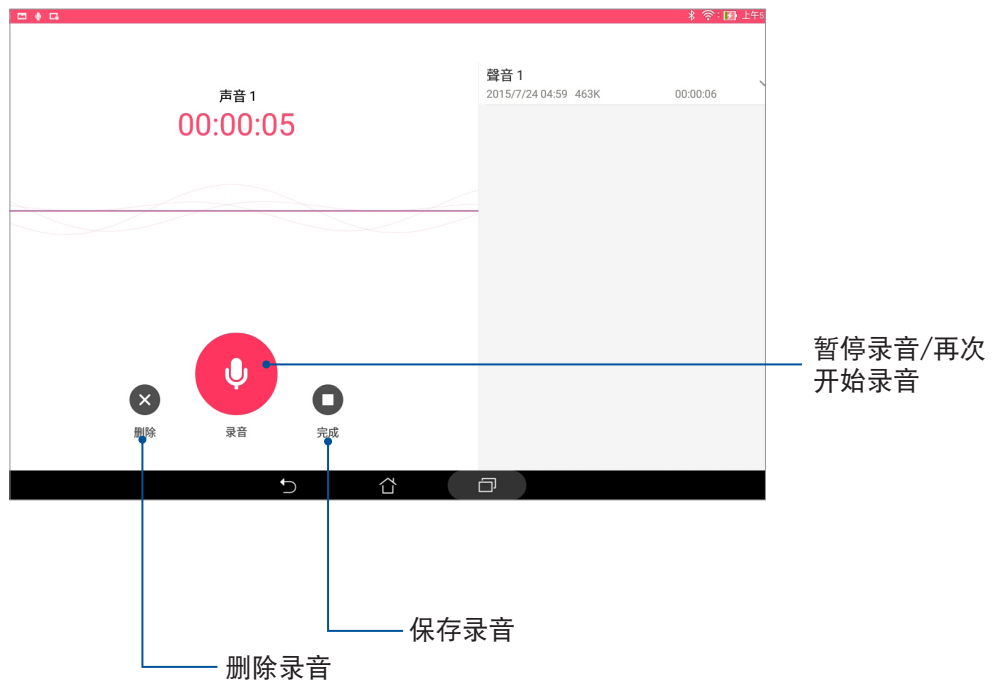 上午5
声音 1
00:00:05
聲音 1
2015/7/24 04:59 463K 00:00:06
暂停录音/再次
开始录音
删除 录音 完成
保存录音
删除录音